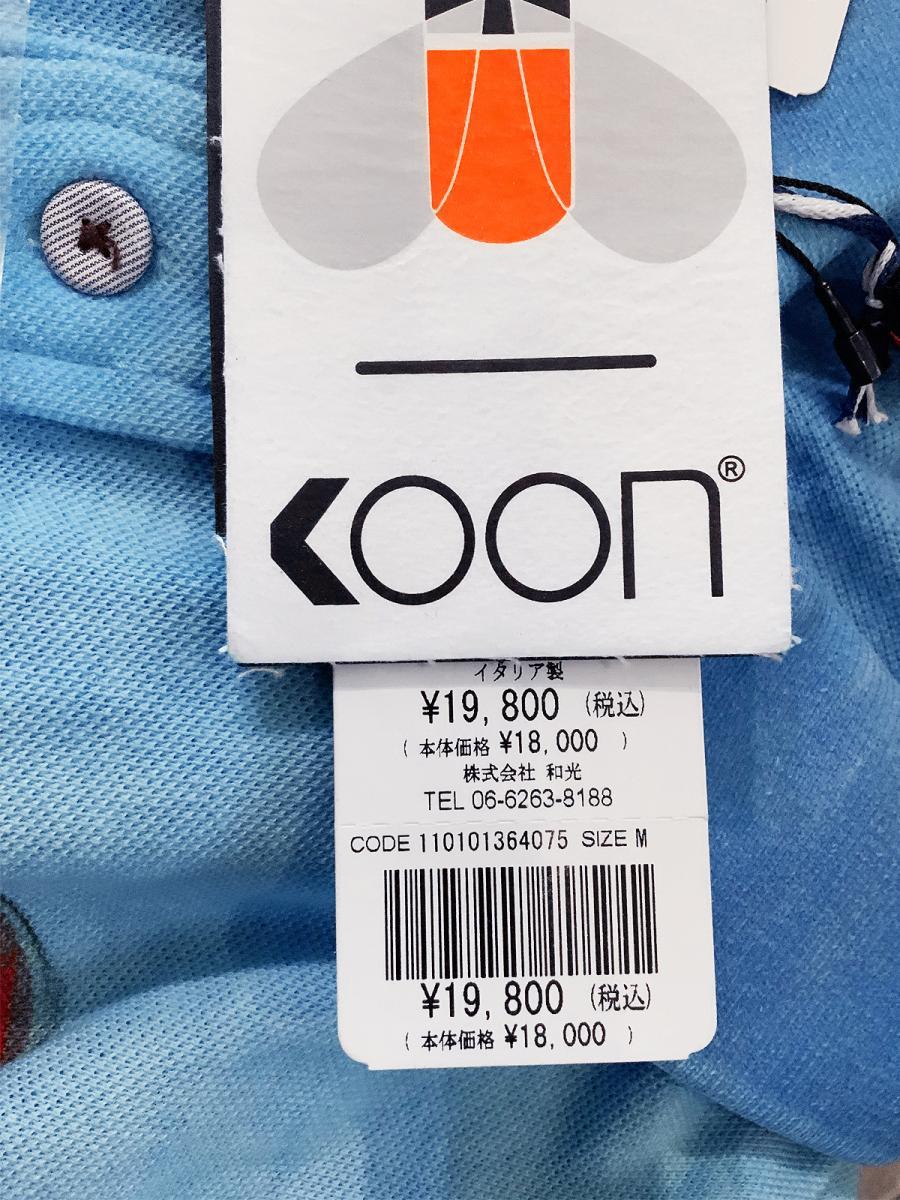 KOON®
イタリア製
¥19,800 (税込)
( 本体価格 ¥18,000 )
株式会社 和光
TEL 06-6263-8188
CODE 110101364075 SIZE M
¥19,800 (税込)
( 本体価格 ¥18,000 )